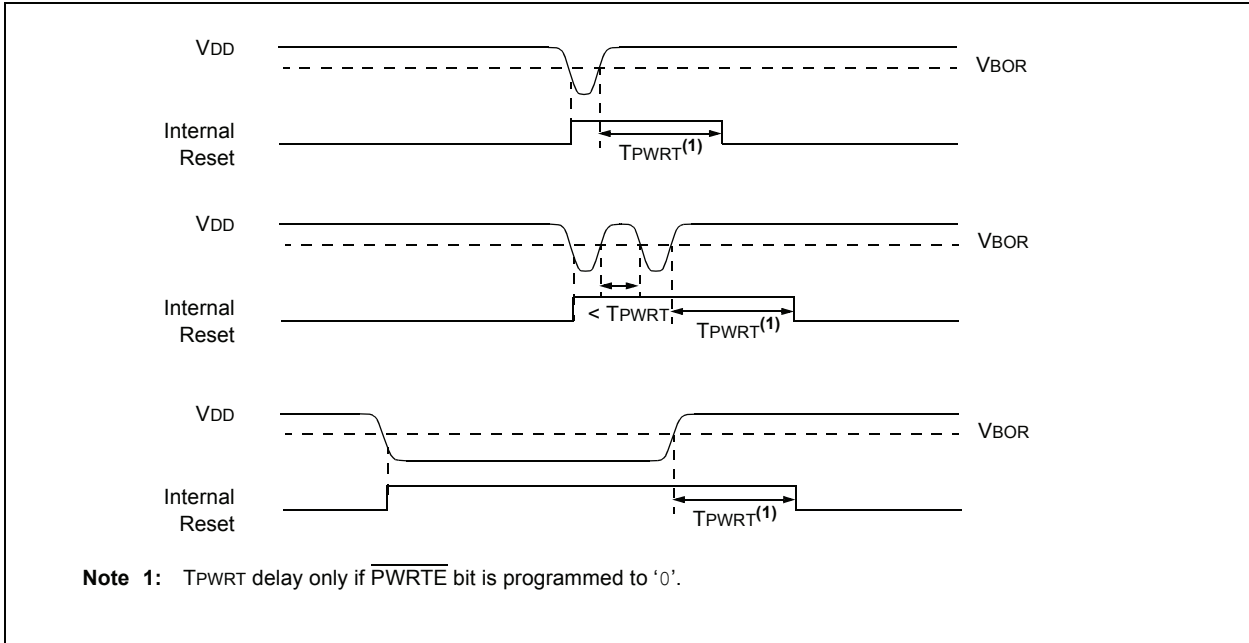 VDD
VBOR
Internal
Reset
TPWRT(1)
VDD
VBOR
Internal
Reset
< TPWRT
TPWRT(1)
VDD
VBOR
Internal
Reset
TPWRT(1)
Note 1: TPWRT delay only if PWRTE bit is programmed to ‘0’.